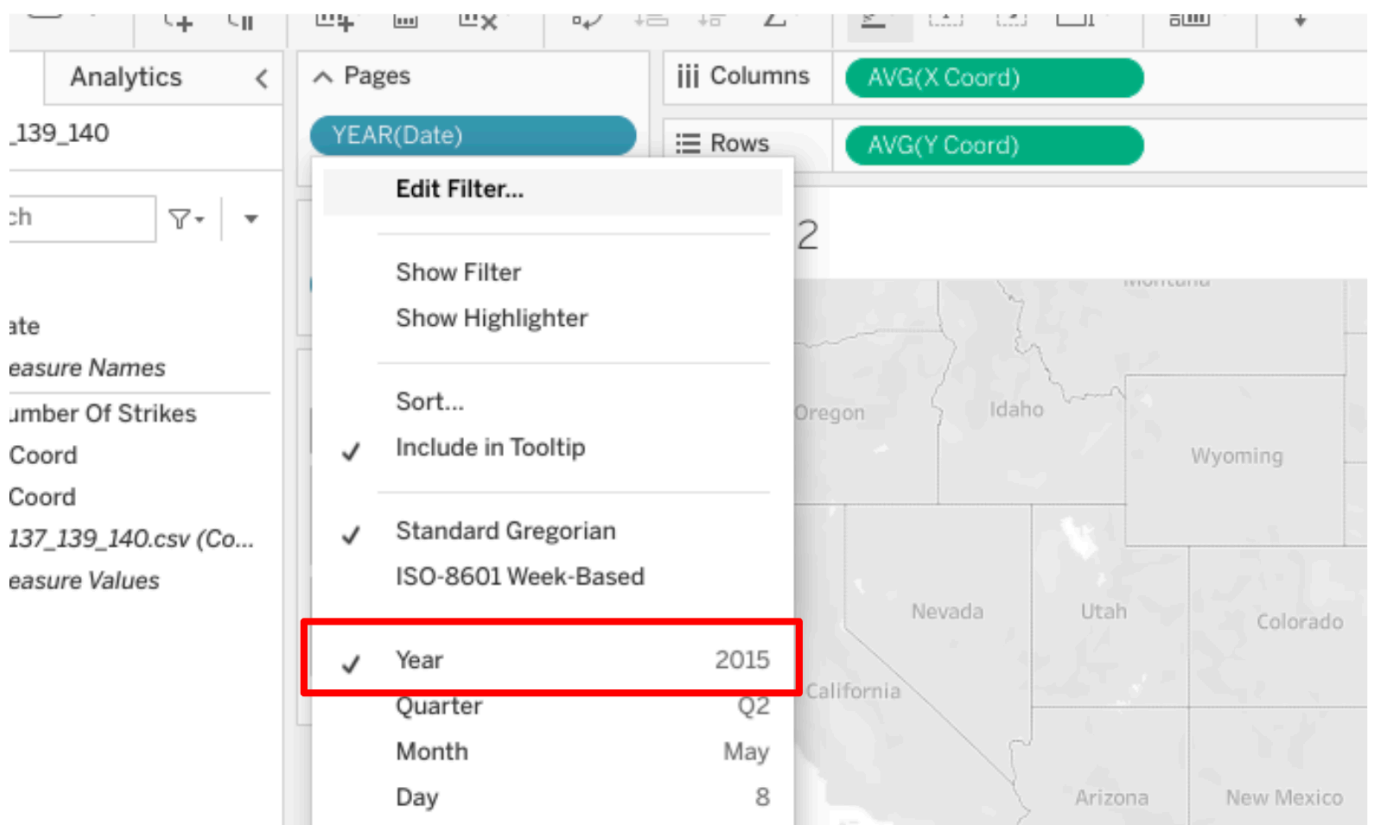 Analytics
Pages
Columns
AVG(X Coord)
_139_140
YEAR(Date)
Rows
AVG(Y Coord)
Edit Filter...
ch
2
Show Filter
Show Highlighter
ate
easure Names
umber Of Strikes
Coord
Coord
137_139_140.csv (Co...
easure Values
Sort...
Include in Tooltip
Standard Gregorian
ISO-8601 Week-Based
Year 2015
Quarter Q2
Month May
Day 8
Montana
Oregon
Idaho
Wyoming
Nevada
Utah
Colorado
California
Arizona
New Mexico